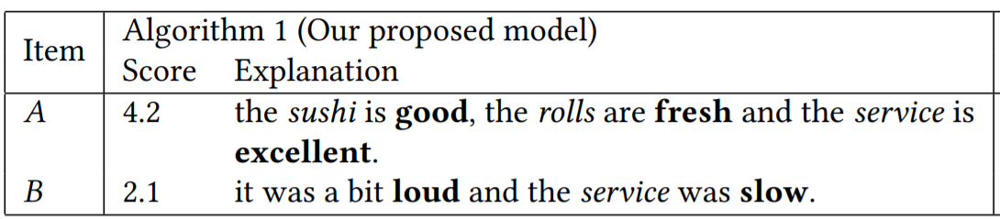 Item Algorithm 1 (Our proposed model)
Score Explanation
A 4.2 the sushi is good, the rolls are fresh and the service is
excellent.
B 2.1 it was a bit loud and the service was slow.